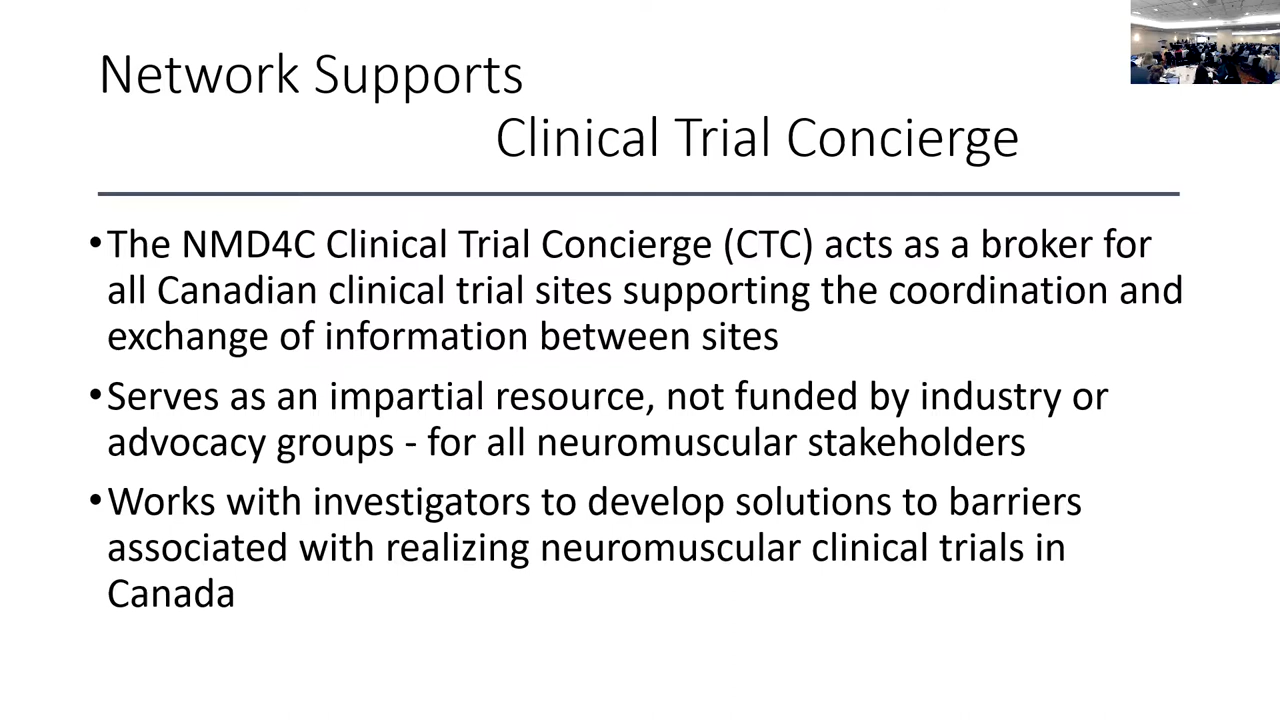 Network Supports
Clinical Trial Concierge
•The NMD4C Clinical Trial Concierge (CTC) acts as a broker for
all Canadian clinical trial sites supporting the coordination and
exchange of information between sites
•Serves as an impartial resource, not funded by industry or
advocacy groups - for all neuromuscular stakeholders
•Works with investigators to develop solutions to barriers
associated with realizing neuromuscular clinical trials in
Canada